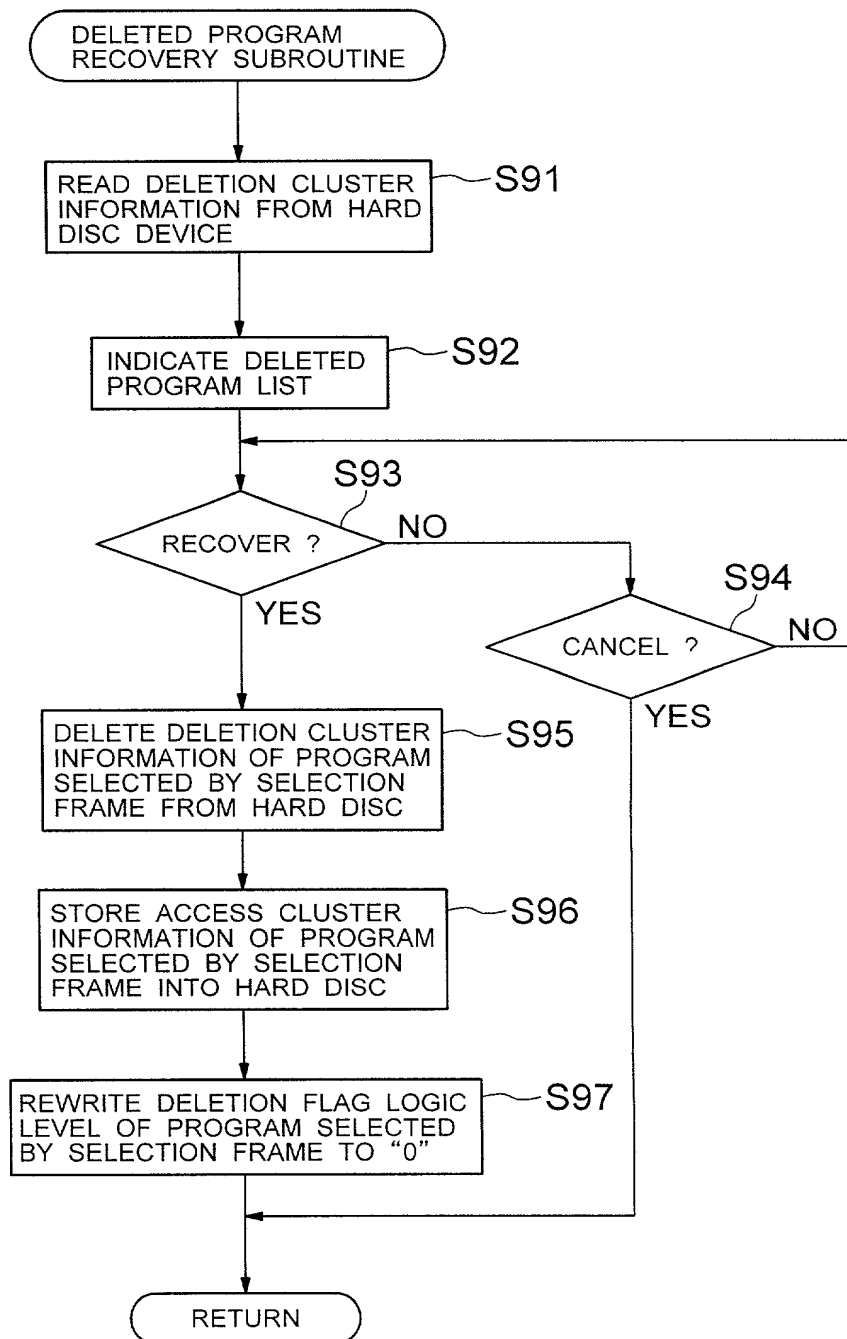 DELETED PROGRAM
RECOVERY SUBROUTINE
READ DELETION CLUSTER
INFORMATION FROM HARD
DISC DEVICE
S91
INDICATE DELETED
PROGRAM LIST
S92
S93
RECOVER ?
NO
YES
S94
CANCEL ?
NO
YES
DELETE DELETION CLUSTER
INFORMATION OF PROGRAM
SELECTED BY SELECTION
FRAME FROM HARD DISC
S95
STORE ACCESS CLUSTER
INFORMATION OF PROGRAM
SELECTED BY SELECTION
FRAME INTO HARD DISC
S96
REWRITE DELETION FLAG LOGIC
LEVEL OF PROGRAM SELECTED
BY SELECTION FRAME TO “0”
S97
RETURN